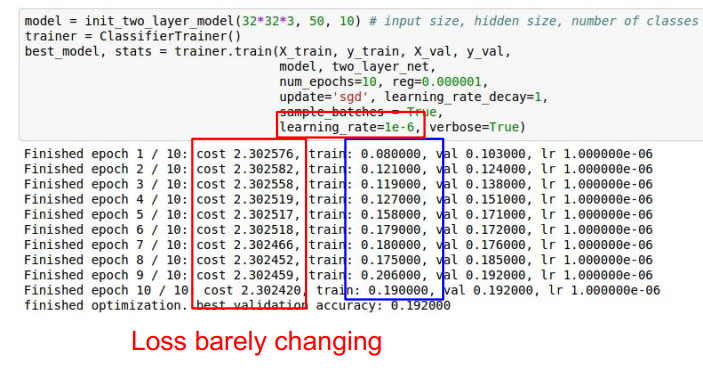 model = init_two_layer_model(32*32*3, 50, 10) # input size, hidden size, number of classes
trainer = ClassifierTrainer()
best_model, stats = trainer.train(X_train, y_train, X_val, y_val,
model, two_layer_net,
num_epochs=10, reg=0.000001,
update='sgd', learning_rate_decay=1,
sample_batches = True,
learning_rate=1e-6, verbose=True)
Finished epoch 1 / 10: cost 2.302576, train: 0.080000, val 0.103000, lr 1.000000e-06
Finished epoch 2 / 10: cost 2.302582, train: 0.121000, val 0.124000, lr 1.000000e-06
Finished epoch 3 / 10: cost 2.302558, train: 0.119000, val 0.138000, lr 1.000000e-06
Finished epoch 4 / 10: cost 2.302519, train: 0.127000, val 0.151000, lr 1.000000e-06
Finished epoch 5 / 10: cost 2.302517, train: 0.158000, val 0.171000, lr 1.000000e-06
Finished epoch 6 / 10: cost 2.302518, train: 0.179000, val 0.172000, lr 1.000000e-06
Finished epoch 7 / 10: cost 2.302466, train: 0.180000, val 0.176000, lr 1.000000e-06
Finished epoch 8 / 10: cost 2.302452, train: 0.175000, val 0.185000, lr 1.000000e-06
Finished epoch 9 / 10: cost 2.302459, train: 0.206000, val 0.192000, lr 1.000000e-06
Finished epoch 10 / 10: cost 2.302420, train: 0.190000, val 0.192000, lr 1.000000e-06
finished optimization. best validation accuracy: 0.192000
Loss barely changing